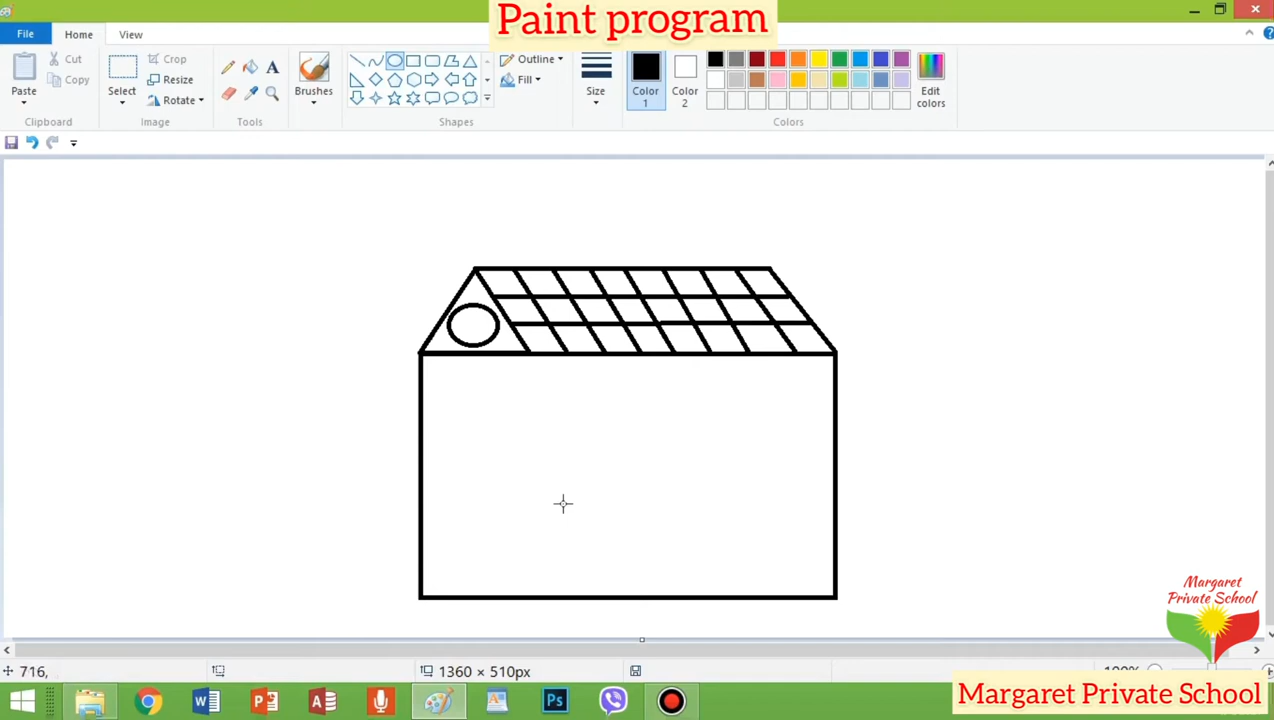 Paint program
File
Home
View
Paste
Cut
Copy
Clipboard
Select
Crop
Resize
Rotate
Image
A
Tools
Brushes
Outline
Fill
Shapes
Size
Color 1
Color 2
Edit colors
Colors
Margaret
Private School
716,
1360 × 510px
Ps
Margaret Private School